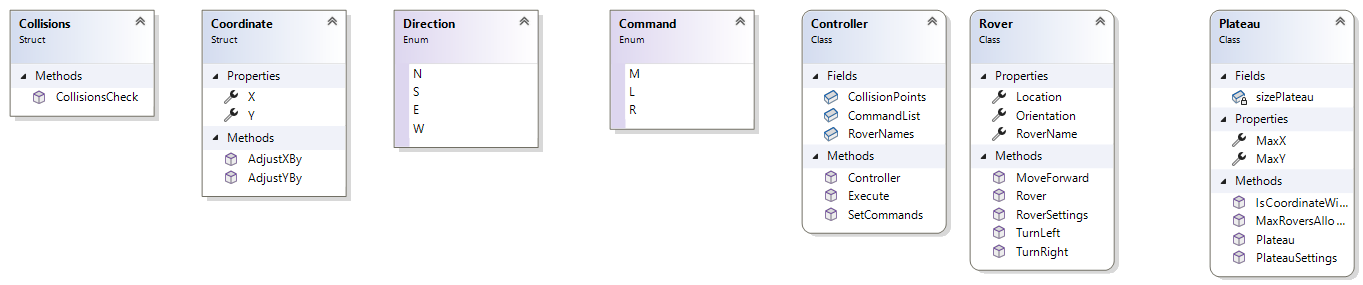 Collisions
Struct
Methods
CollisionsCheck
Coordinate
Struct
Properties
X
Y
Methods
AdjustXBy
AdjustYBy
Direction
Enum
N
S
E
W
Command
Enum
M
L
R
Controller
Class
Fields
CollisionPoints
CommandList
RoverNames
Methods
Controller
Execute
SetCommands
Rover
Class
Properties
Location
Orientation
RoverName
Methods
MoveForward
Rover
RoverSettings
TurnLeft
TurnRight
Plateau
Class
Fields
sizePlateau
Properties
MaxX
MaxY
Methods
IsCoordinateWi...
MaxRoversAllo...
Plateau
PlateauSettings